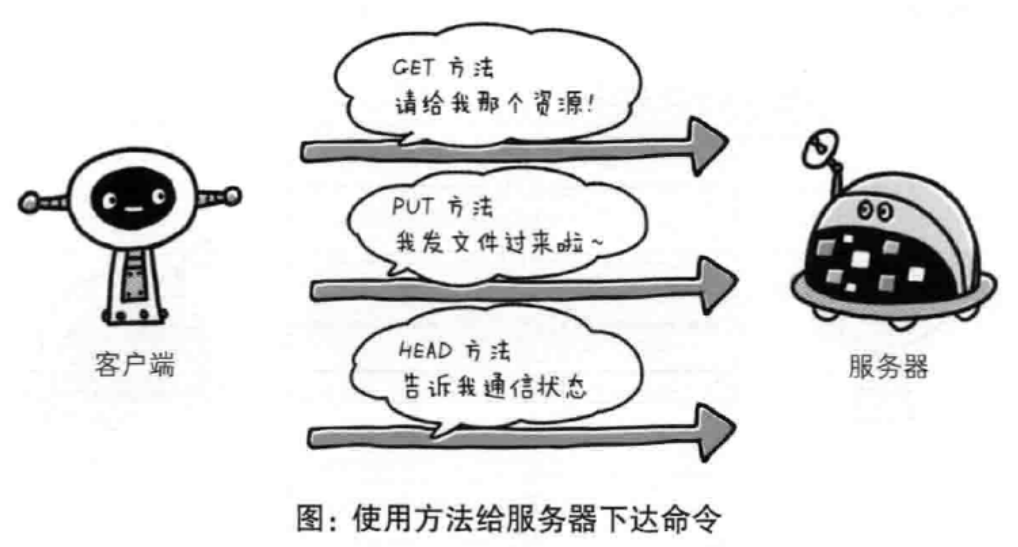 GET 方法
请给我那个资源!
PUT 方法
我发文件过来啦~
HEAD 方法
告诉我通信状态
客户端
服务器
图：使用方法给服务器下达命令